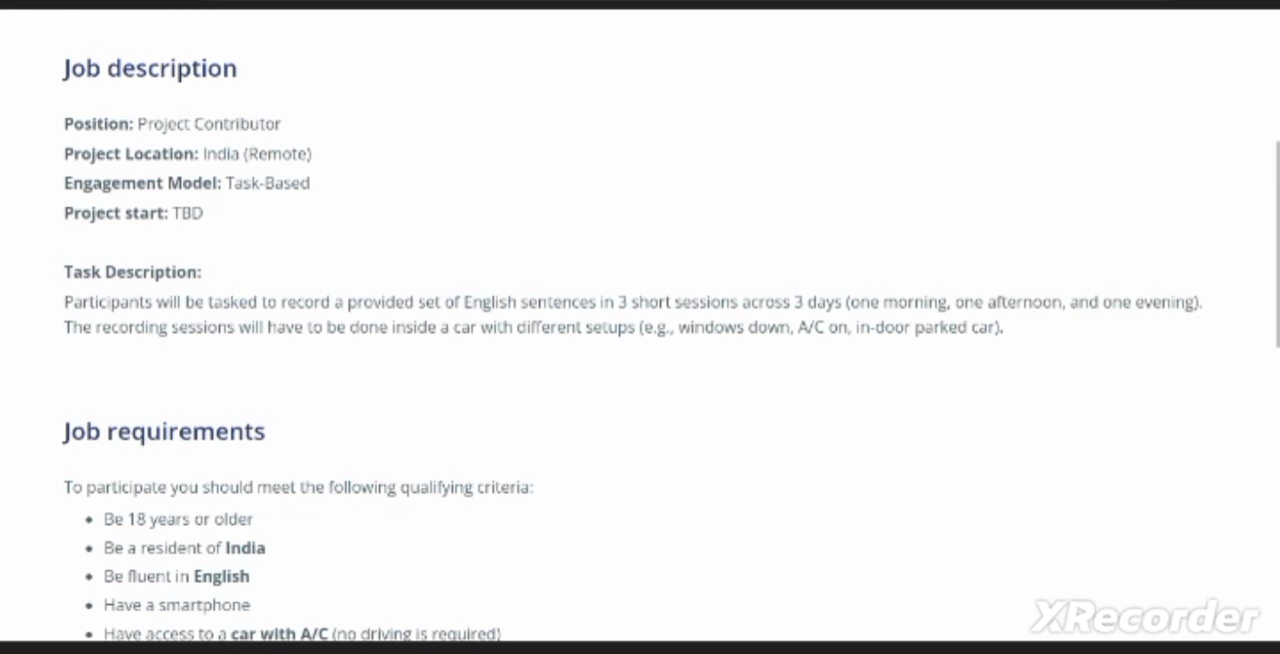 Job description
Position: Project Contributor
Project Location: India (Remote)
Engagement Model: Task-Based
Project start: TBD
Task Description:
Participants will be tasked to record a provided set of English sentences in 3 short sessions across 3 days (one morning, one afternoon, and one evening).
The recording sessions will have to be done inside a car with different setups (e.g., windows down, A/C on, in-door parked car).
Job requirements
To participate you should meet the following qualifying criteria:
• Be 18 years or older
• Be a resident of India
• Be fluent in English
• Have a smartphone
• Have access to a car with A/C (no driving is required)
XRecorder